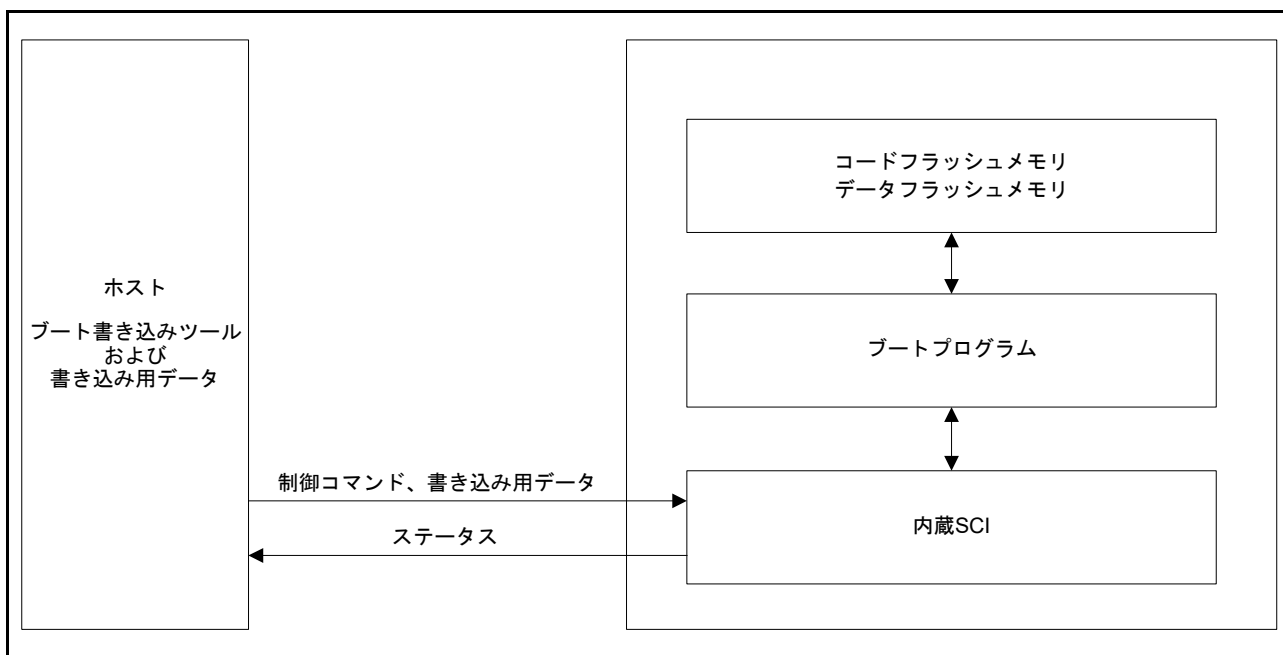 ホスト
ブート書き込みツール
および
書き込み用データ
制御コマンド、書き込み用データ
ステータス
コードフラッシュメモリ
データフラッシュメモリ
ブートプログラム
内蔵SCI